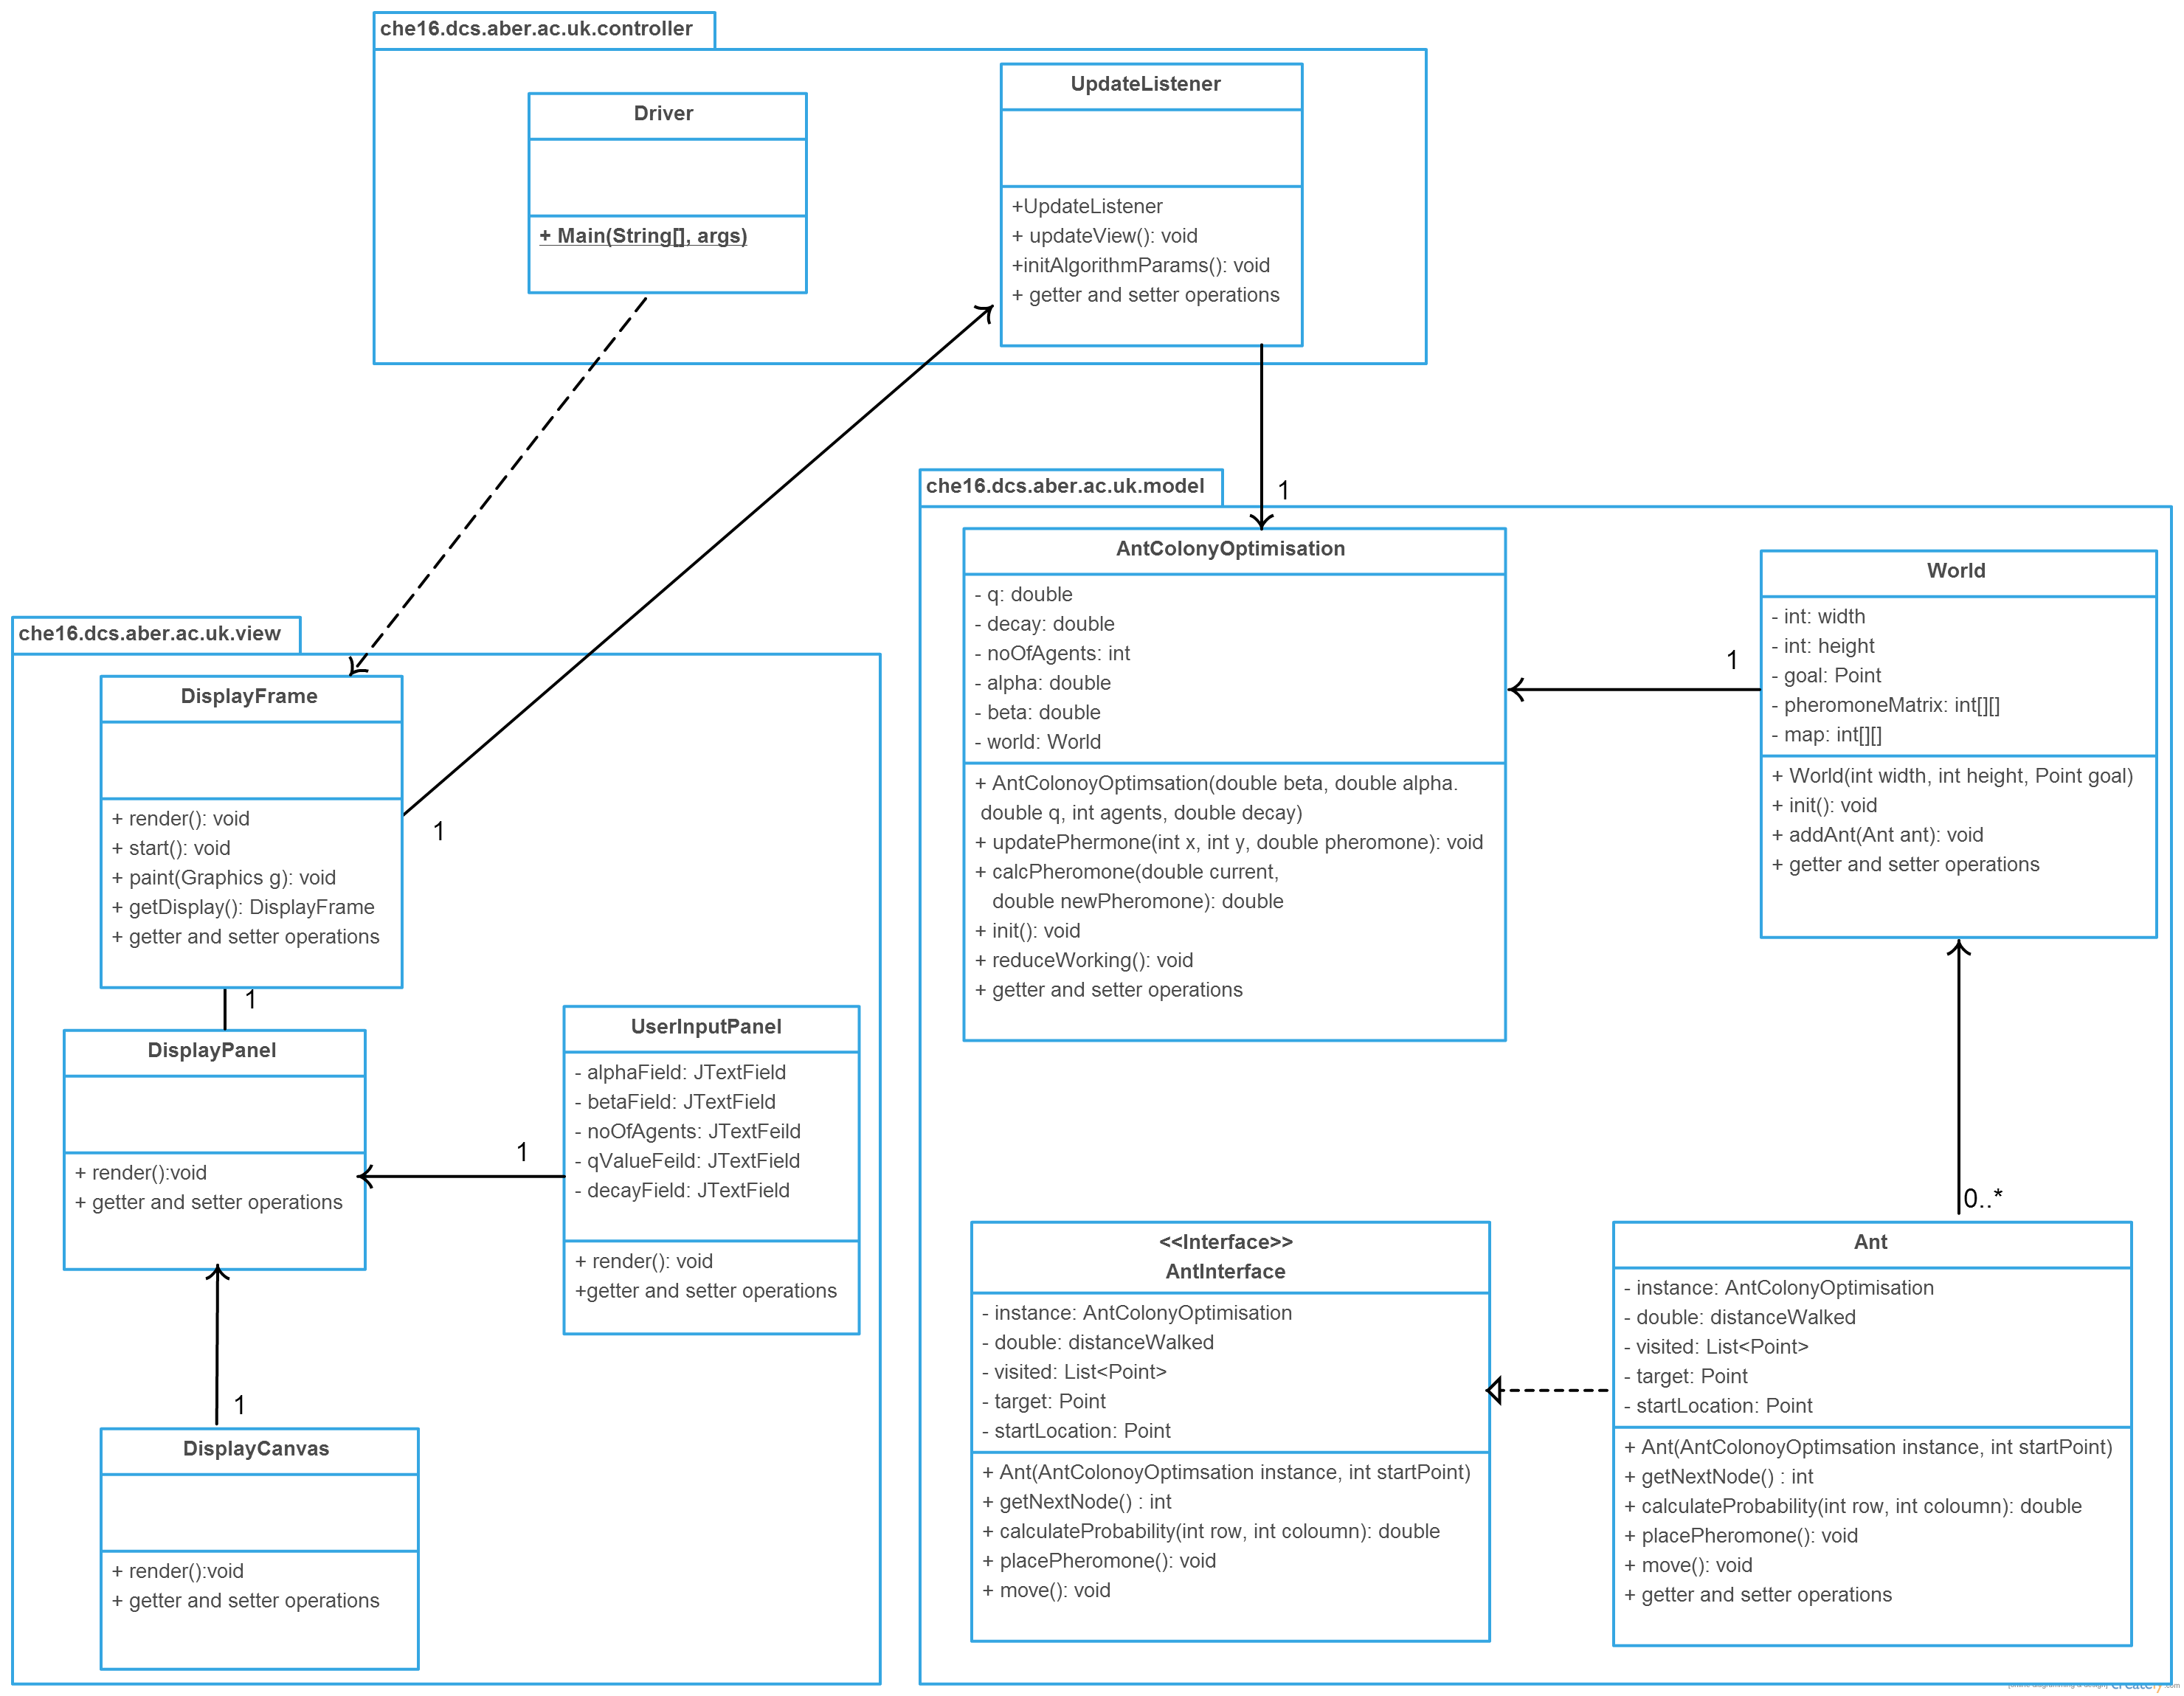 che16.dcs.aber.ac.uk.controller
Driver
+ Main(String[], args)
UpdateListener
+UpdateListener
+ updateView(): void
+initAlgorithmParams(): void
+ getter and setter operations
che16.dcs.aber.ac.uk.view
DisplayFrame
+ render(): void
+ start(): void
+ paint(Graphics g): void
+ getDisplay(): DisplayFrame
+ getter and setter operations
1
1
DisplayPanel
+ render():void
+ getter and setter operations
1
UserInputPanel
- alphaField: JTextField
- betaField: JTextField
- noOfAgents: JTextFeild
- qValueFeild: JTextField
- decayField: JTextField
+ render(): void
+getter and setter operations
1
DisplayCanvas
+ render():void
+ getter and setter operations
che16.dcs.aber.ac.uk.model
1
AntColonyOptimisation
- q: double
- decay: double
- noOfAgents: int
- alpha: double
- beta: double
- world: World
+ AntColonoyOptimsation(double beta, double alpha.
double q, int agents, double decay)
+ updatePhermone(int x, int y, double pheromone): void
+ calcPheromone(double current,
double newPheromone): double
+ init(): void
+ reduceWorking(): void
+ getter and setter operations
1
World
- int: width
- int: height
- goal: Point
- pheromoneMatrix: int[][]
- map: int[][]
+ World(int width, int height, Point goal)
+ init(): void
+ addAnt(Ant ant): void
+ getter and setter operations
0..*
<<Interface>>
AntInterface
- instance: AntColonyOptimisation
- double: distanceWalked
- visited: List<Point>
- target: Point
- startLocation: Point
+ Ant(AntColonoyOptimsation instance, int startPoint)
+ getNextNode() : int
+ calculateProbability(int row, int coloumn): double
+ placePheromone(): void
+ move(): void
Ant
- instance: AntColonyOptimisation
- double: distanceWalked
- visited: List<Point>
- target: Point
- startLocation: Point
+ Ant(AntColonoyOptimsation instance, int startPoint)
+ getNextNode() : int
+ calculateProbability(int row, int coloumn): double
+ placePheromone(): void
+ move(): void
+ getter and setter operations